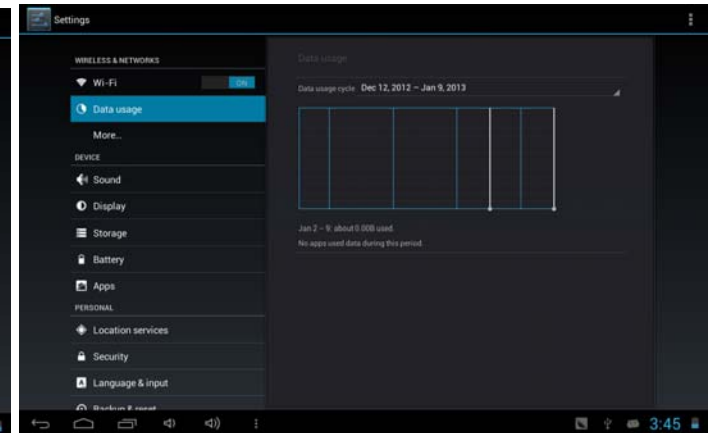 Settings
WIRELESS & NETWORKS
Wi-Fi ON
Data usage
More...
DEVICE
Sound
Display
Storage
Battery
Apps
PERSONAL
Location services
Security
Language & input
Backup & reset
Data usage
Data usage cycle Dec 12, 2012 – Jan 9, 2013
Jan 2 – 9: about 0.00B used.
No apps used data during this period.
3:45